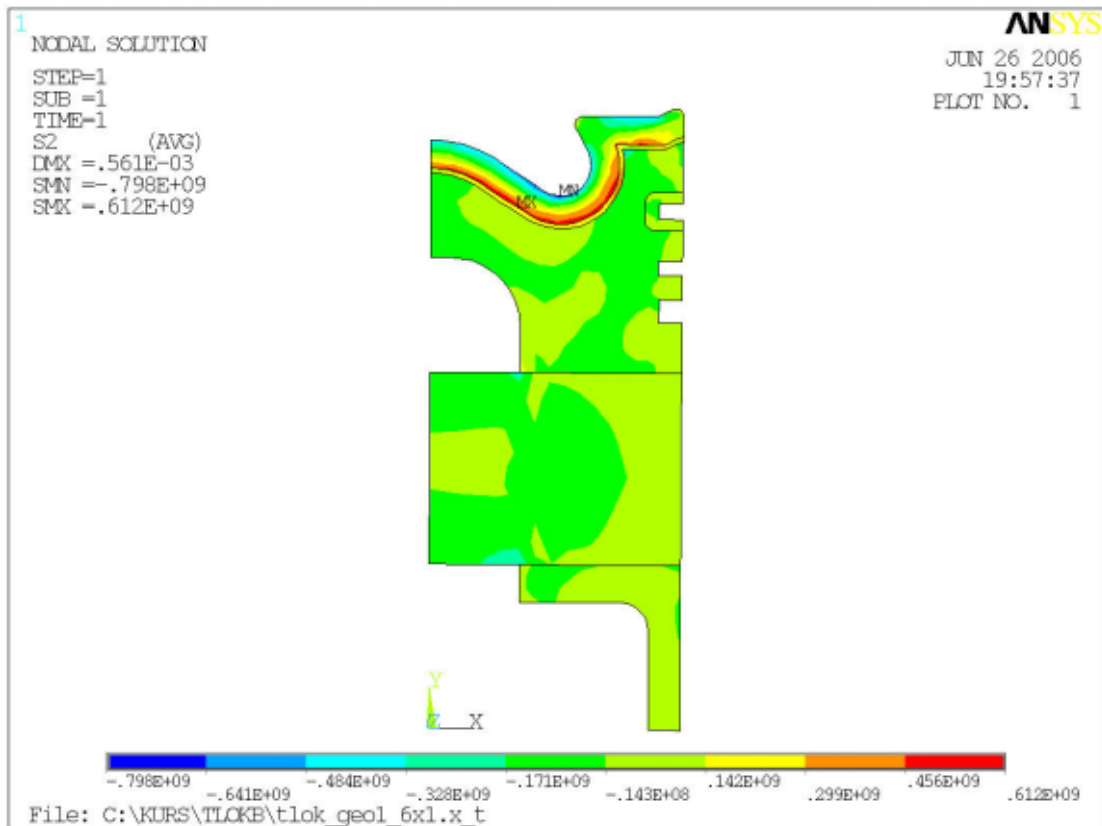 1
ANSYS
NODAL SOLUTION
JUN 26 2006
STEP=1
19:57:37
SUB =1
PLOT NO. 1
TIME=1
S2 (AVG)
DMX =.561E-03
SMN =-.798E+09
SMX =.612E+09
MN
MX
Y
Z X
-.798E+09 -.484E+09 -.171E+09 .142E+09 .456E+09
-.641E+09 -.328E+09 -.143E+08 .299E+09 .612E+09
File: C:\KURS\TLOKB\tlok_geo1_6x1.x_t